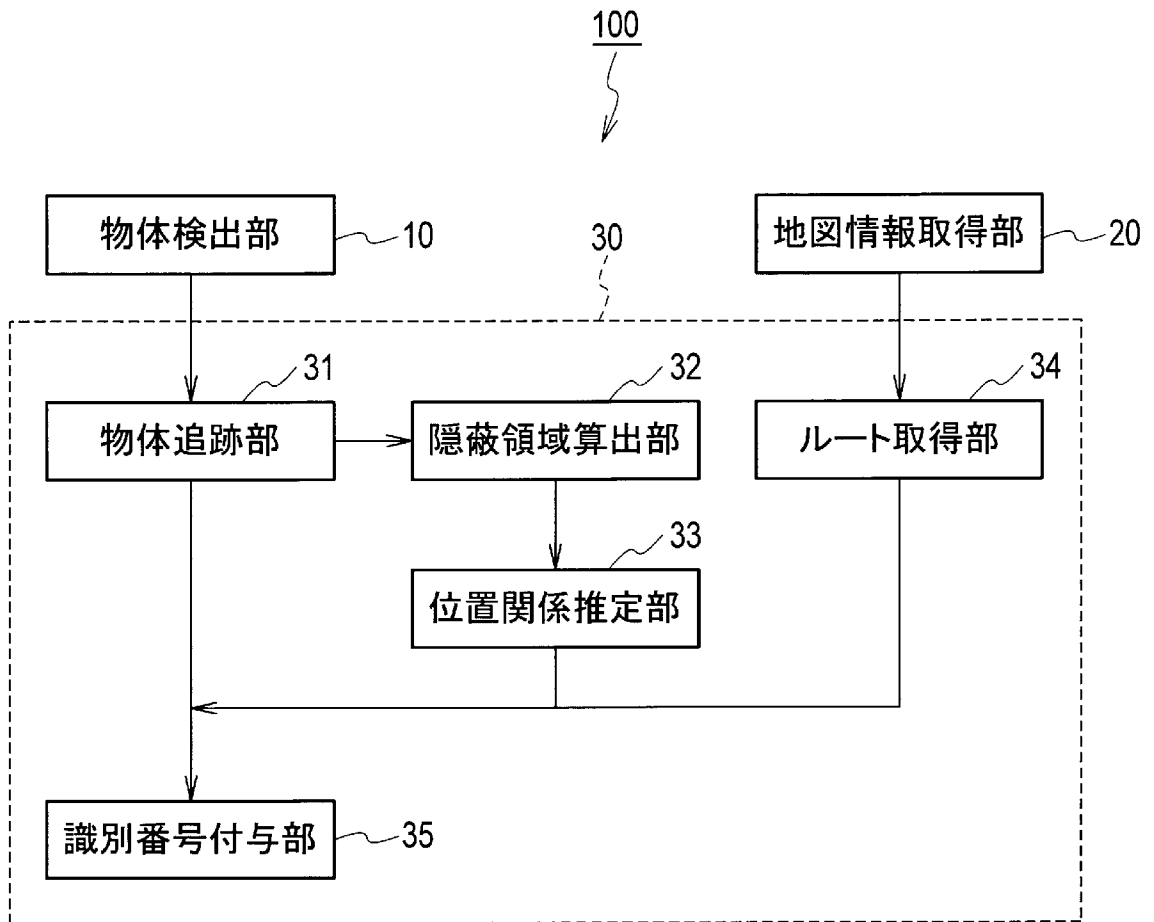 100
物体検出部
10
地図情報取得部
20
30
31
物体追跡部
32
隠蔽領域算出部
34
ルート取得部
33
位置関係推定部
識別番号付与部
35